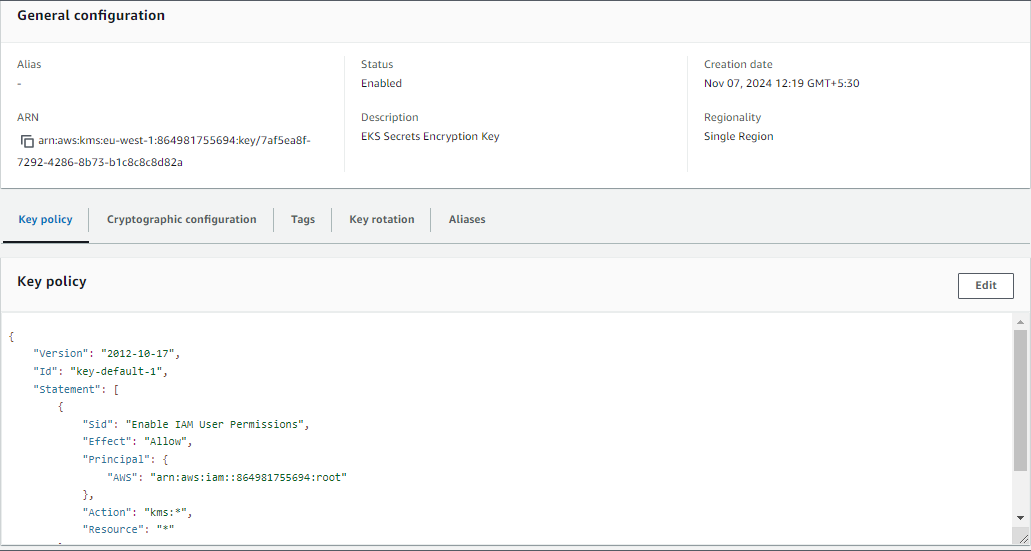 General configuration
Alias
-
Status
Enabled
Creation date
Nov 07, 2024 12:19 GMT+5:30
ARN
arn:aws:kms:eu-west-1:864981755694:key/7af5ea8f-
7292-4286-8b73-b1c8c8c8d82a
Description
EKS Secrets Encryption Key
Regionality
Single Region
Key policy
Cryptographic configuration
Tags
Key rotation
Aliases
Key policy
Edit
{
"Version": "2012-10-17",
"Id": "key-default-1",
"Statement": [
{
"Sid": "Enable IAM User Permissions",
"Effect": "Allow",
"Principal": {
"AWS": "arn:aws:iam::864981755694:root"
},
"Action": "kms:*",
"Resource": "*"